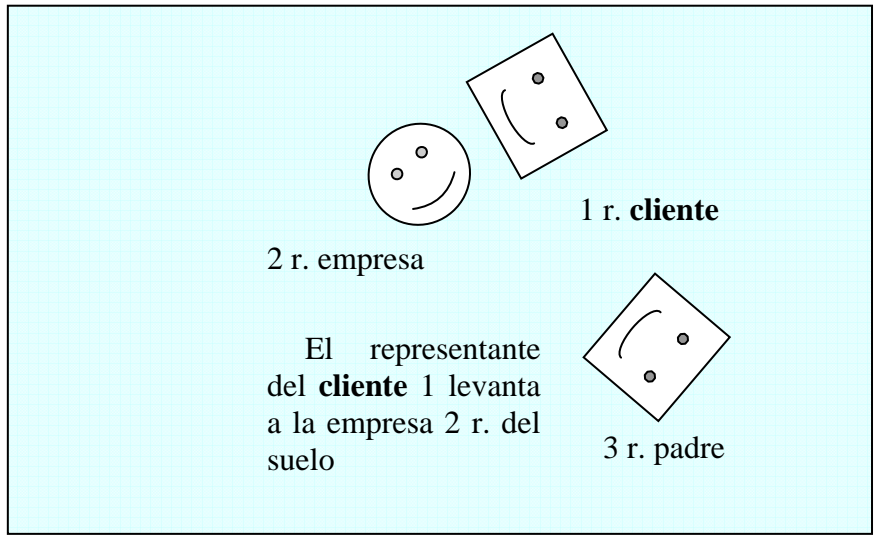 1 r. cliente
2 r. empresa
El representante
del cliente 1 levanta
a la empresa 2 r. del
suelo
3 r. padre